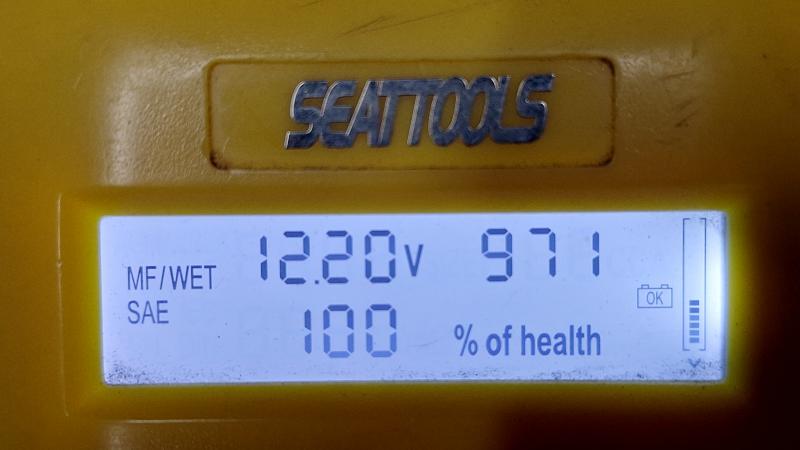 SEATTOOLS
12.20V 971
MF/WET
SAE
OK
100 % of health